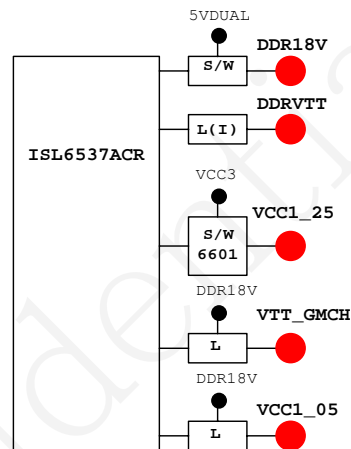 5VDUAL
DDR18V
S/W
DDRVTT
L(I)
ISL6537ACR
VCC3
VCC1_25
S/W
6601
DDR18V
VTT_GMCH
L
DDR18V
VCC1_05
L